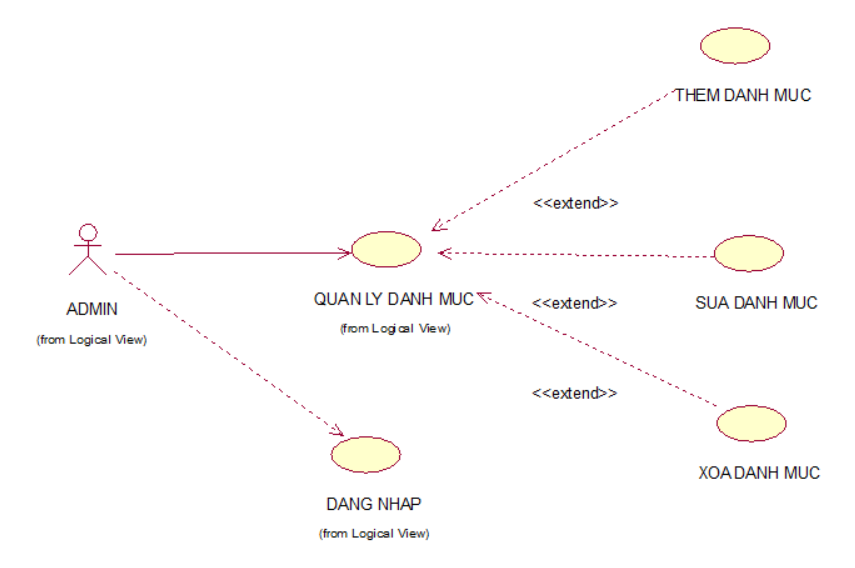 THEM DANH MUC
<<extend>>
ADMIN
(from Logical View)
QUAN LY DANH MUC
(from Logical View)
<<extend>>
SUA DANH MUC
<<extend>>
XOA DANH MUC
DANG NHAP
(from Logical View)